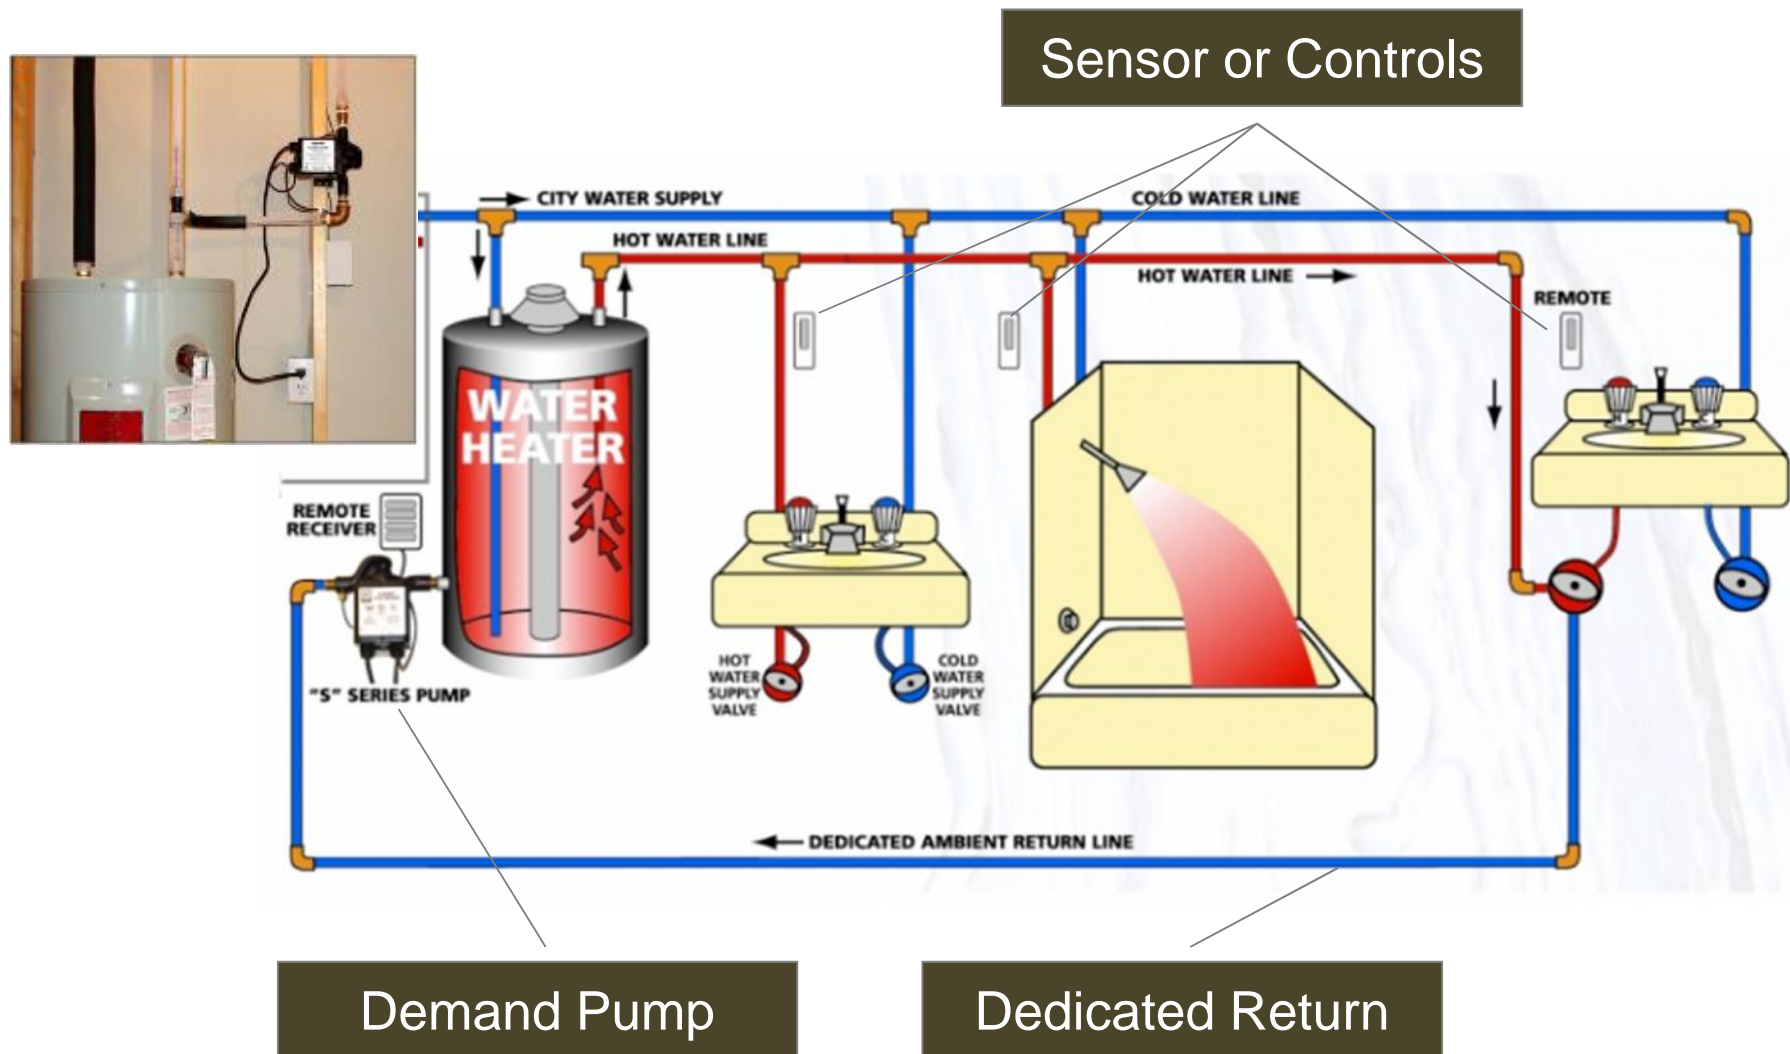 Sensor or Controls
CITY WATER SUPPLY
COLD WATER LINE
HOT WATER LINE
HOT WATER LINE
REMOTE
WATER
HEATER
REMOTE
RECEIVER
"S" SERIES PUMP
HOT
WATER
SUPPLY
VALVE
COLD
WATER
SUPPLY
VALVE
DEDICATED AMBIENT RETURN LINE
Demand Pump
Dedicated Return